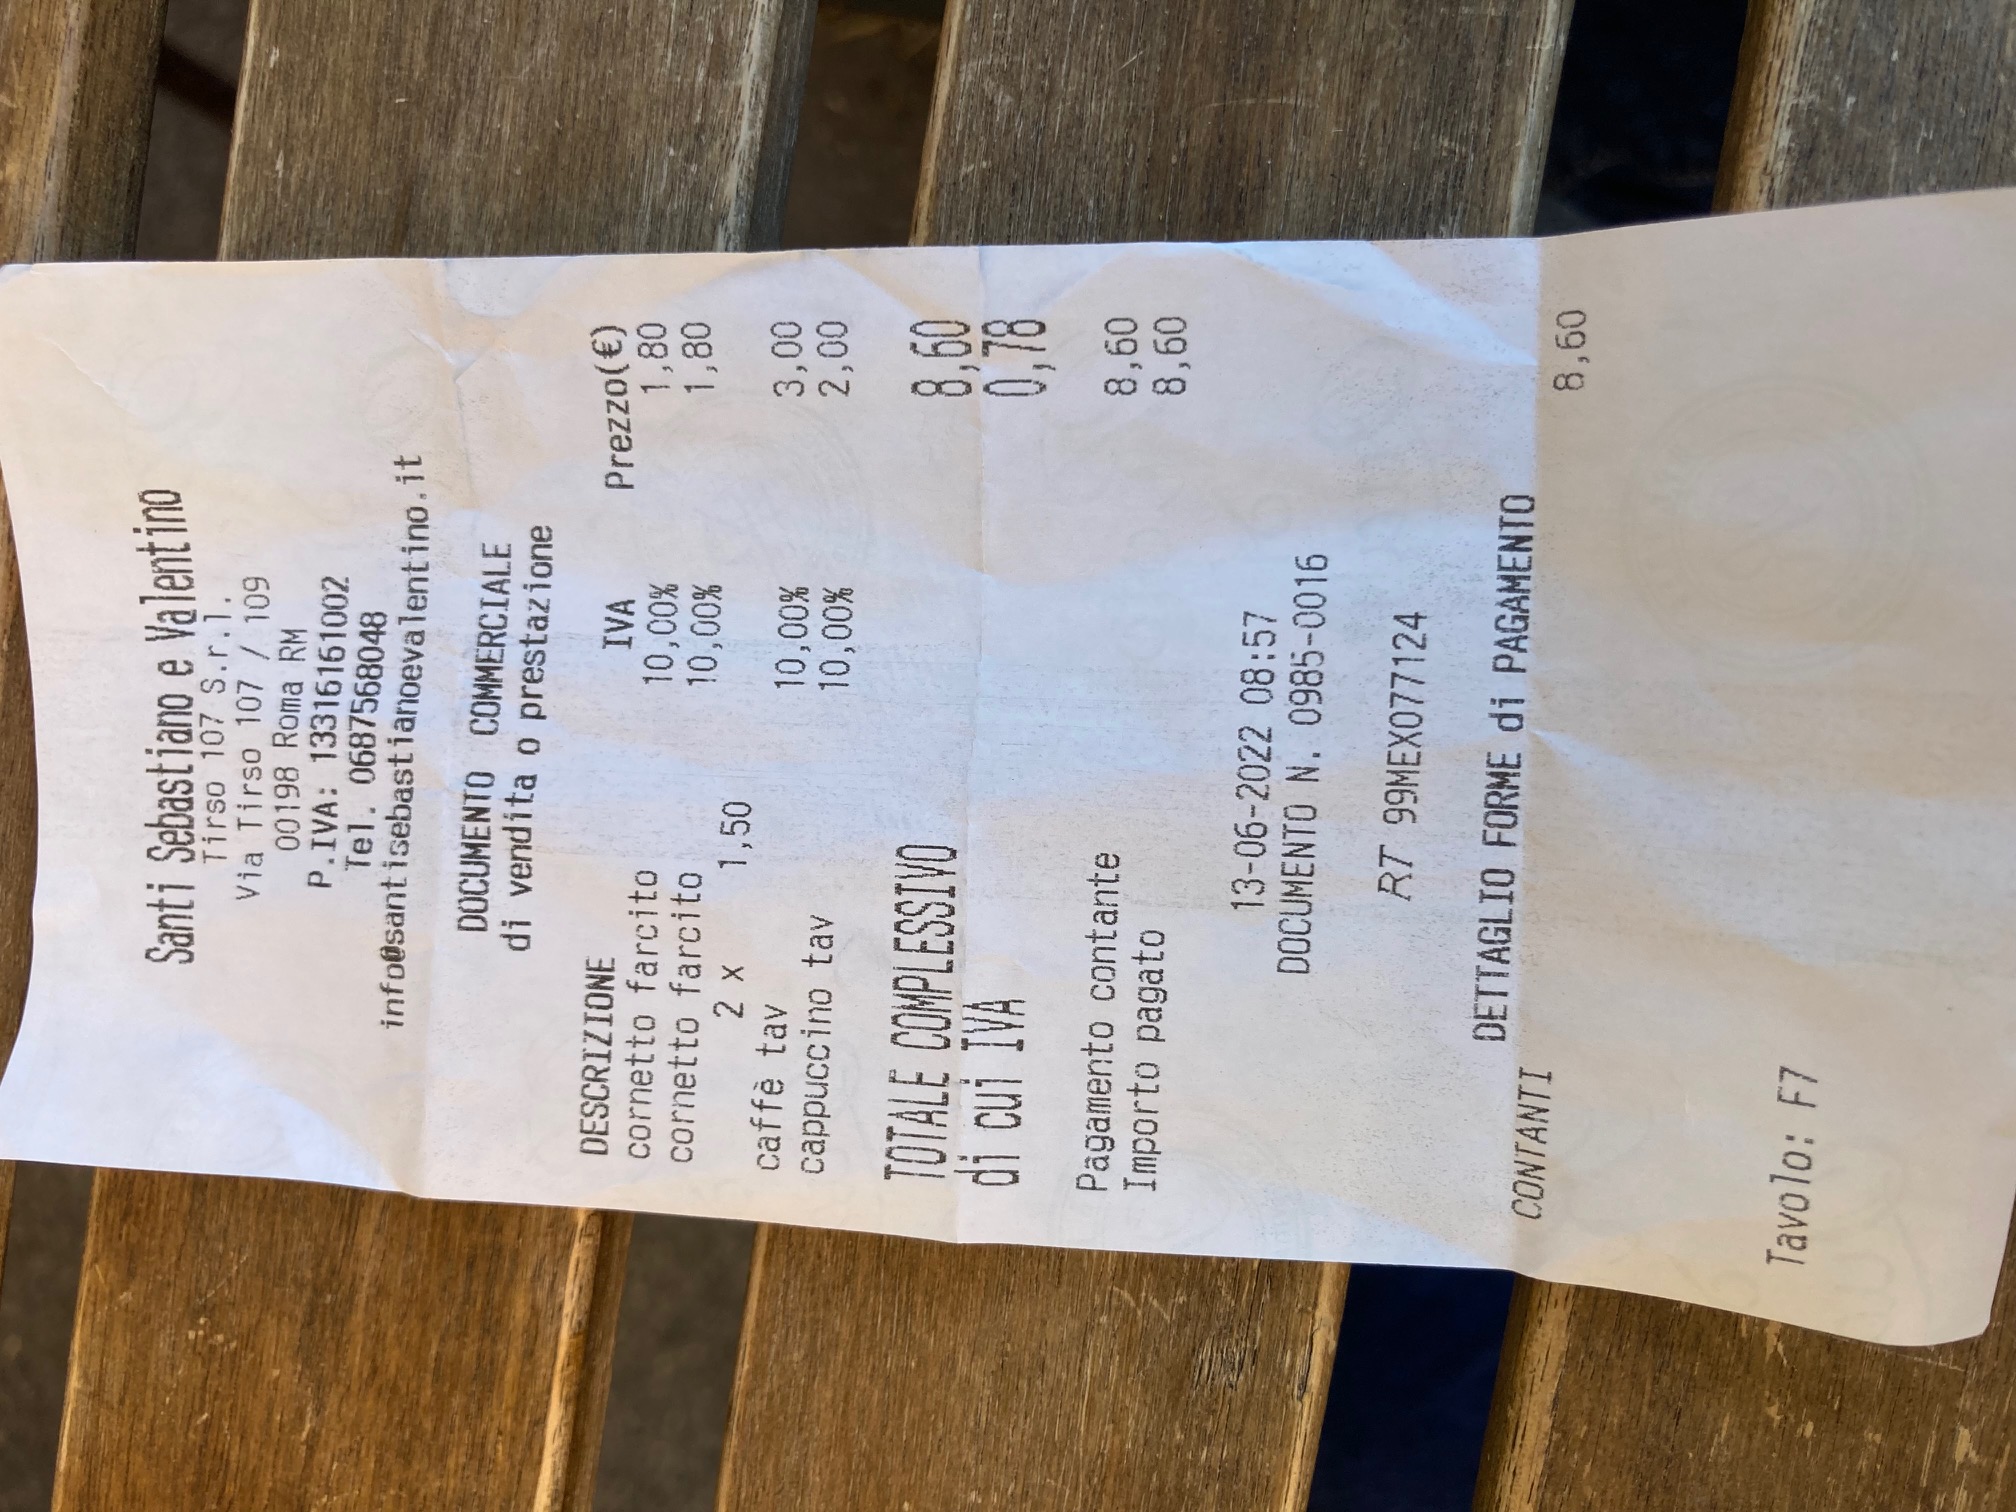 Santi Sebastiano e Valentino
Tirso 107 S.r.l.
Via Tirso 107 / 109
00198 Roma RM
P.IVA: 13316161002
Tel. 0687568048
info@santisebastianoevalentino.it
DOCUMENTO COMMERCIALE
di vendita o prestazione
DESCRIZIONE IVA Prezzo(€)
cornetto farcito 10,00% 1,80
cornetto farcito 10,00% 1,80
2 x 1,50
caffè tav 10,00% 3,00
cappuccino tav 10,00% 2,00
TOTALE COMPLESSIVO 8,60
di cui IVA 0,78
Pagamento contante 8,60
Importo pagato 8,60
13-06-2022 08:57
DOCUMENTO N. 0985-0016
RT 99MEX077124
DETTAGLIO FORME di PAGAMENTO
CONTANTI 8,60
Tavolo: F7